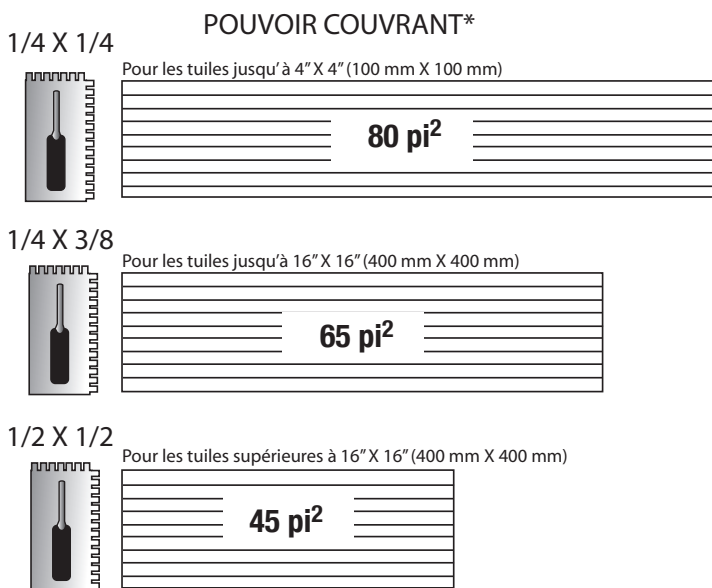 POUVOIR COUVRANT*
1/4 X 1/4
Pour les tuiles jusqu'à 4” X 4” (100 mm X 100 mm)
80 pi²
1/4 X 3/8
Pour les tuiles jusqu'à 16” X 16” (400 mm X 400 mm)
65 pi²
1/2 X 1/2
Pour les tuiles supérieures à 16” X 16” (400 mm X 400 mm)
45 pi²